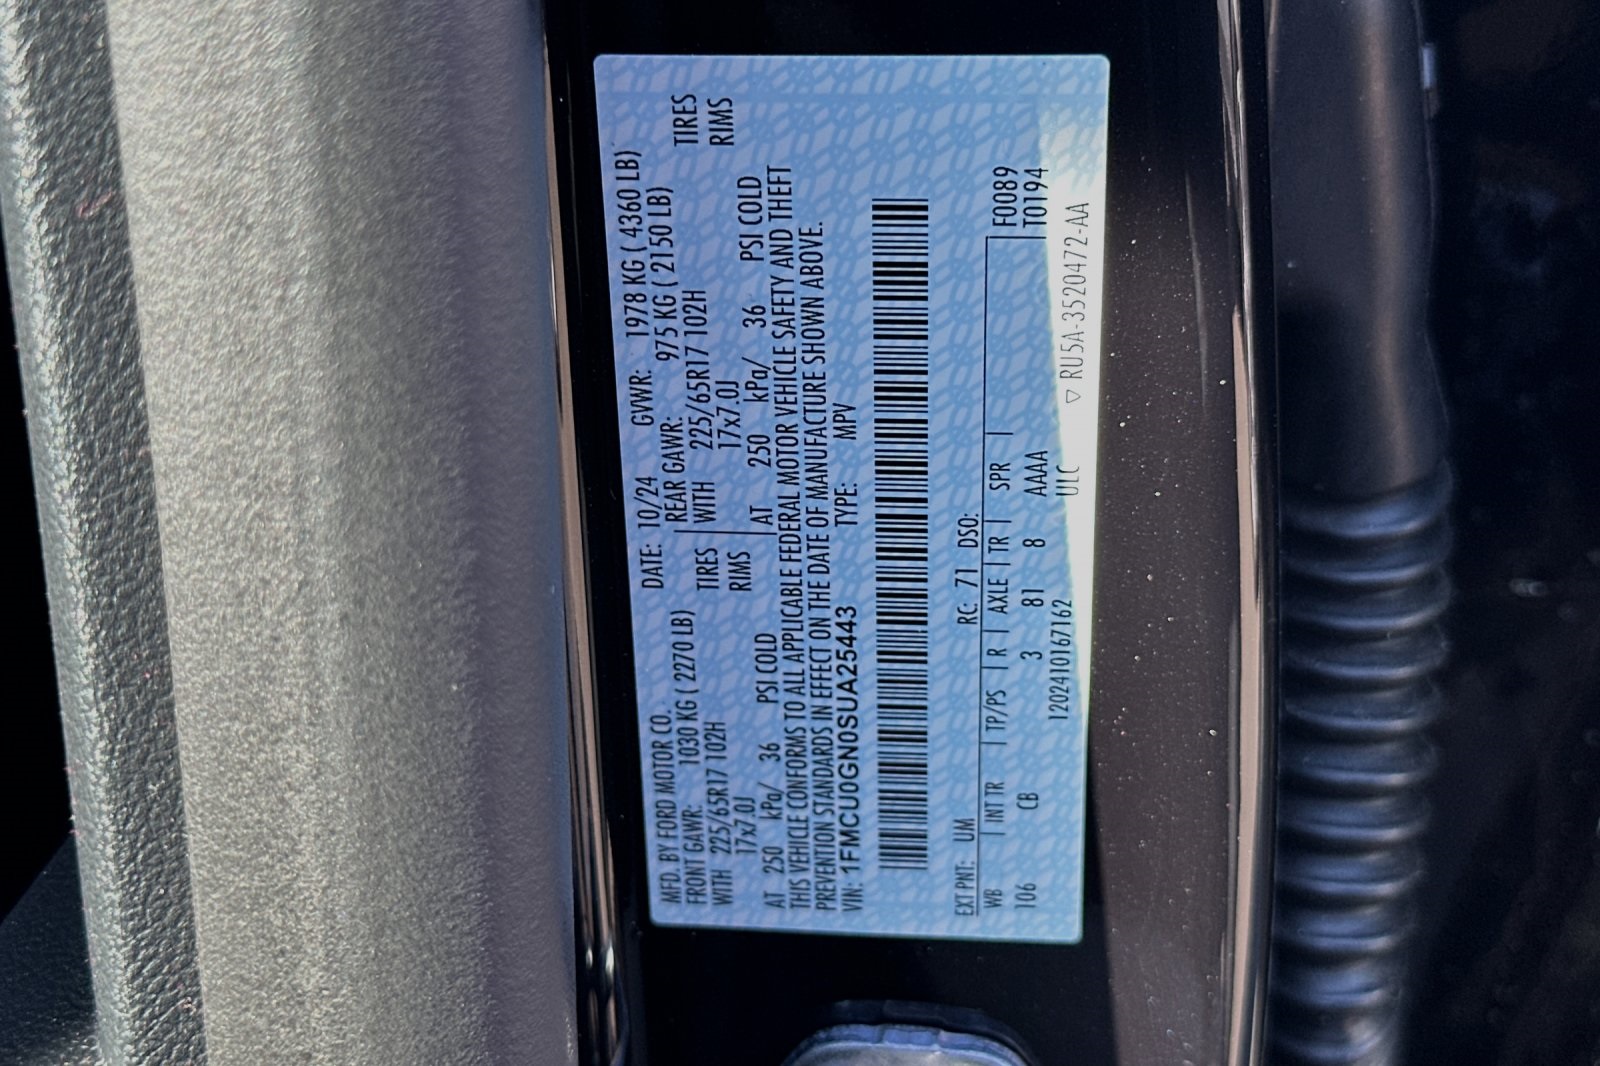 MFD. BY FORD MOTOR CO. DATE: 10/24 GVWR: 1978 KG ( 4360 LB)
FRONT GAWR: 1030 KG ( 2270 LB) REAR GAWR: 975 KG ( 2150 LB)
WITH 225/65R17 102H TIRES WITH 225/65R17 102H TIRES
17x7.0J RIMS 17x7.0J RIMS
AT 250 kPa/ 36 PSI COLD AT 250 kPa/ 36 PSI COLD
THIS VEHICLE CONFORMS TO ALL APPLICABLE FEDERAL MOTOR VEHICLE SAFETY AND THEFT
PREVENTION STANDARDS IN EFFECT ON THE DATE OF MANUFACTURE SHOWN ABOVE.
VIN: 1FMCU0GN0SUA25443 TYPE: MPV
EXT PNT: UM RC: 71 DSO:
WB | INT TR | TP/PS | R | AXLE | TR | SPR | F0089
106 CB 3 81 8 AAAA T0194
1202410167162 ULC ▽ RU5A-3520472-AA